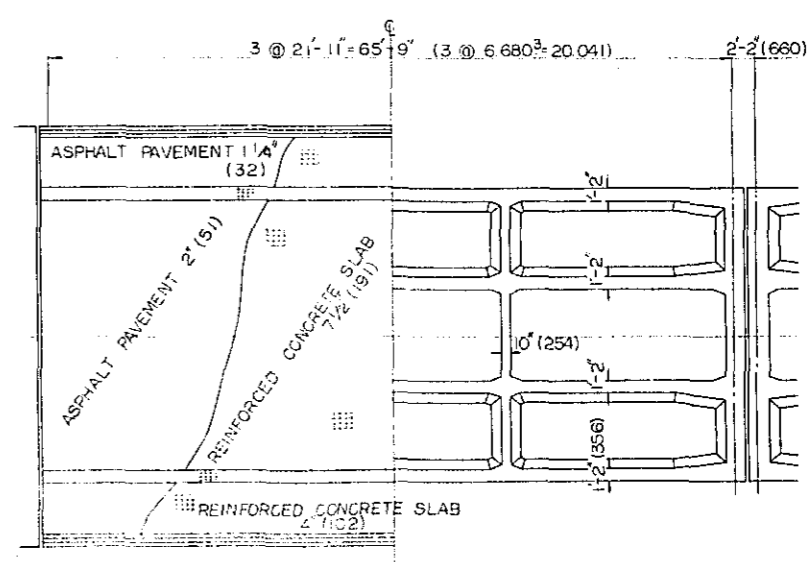 ℄
3 @ 21'-11"=65'-9" (3 @ 6.680³=20.041)
2'-2"(660)
ASPHALT PAVEMENT 1 1/4"
(32)
ASPHALT PAVEMENT 2" (51)
REINFORCED CONCRETE SLAB
7 1/2" (191)
1'-2"
1'-2"
10" (254)
1'-2"
1'-2" (356)
REINFORCED CONCRETE SLAB
4" (102)